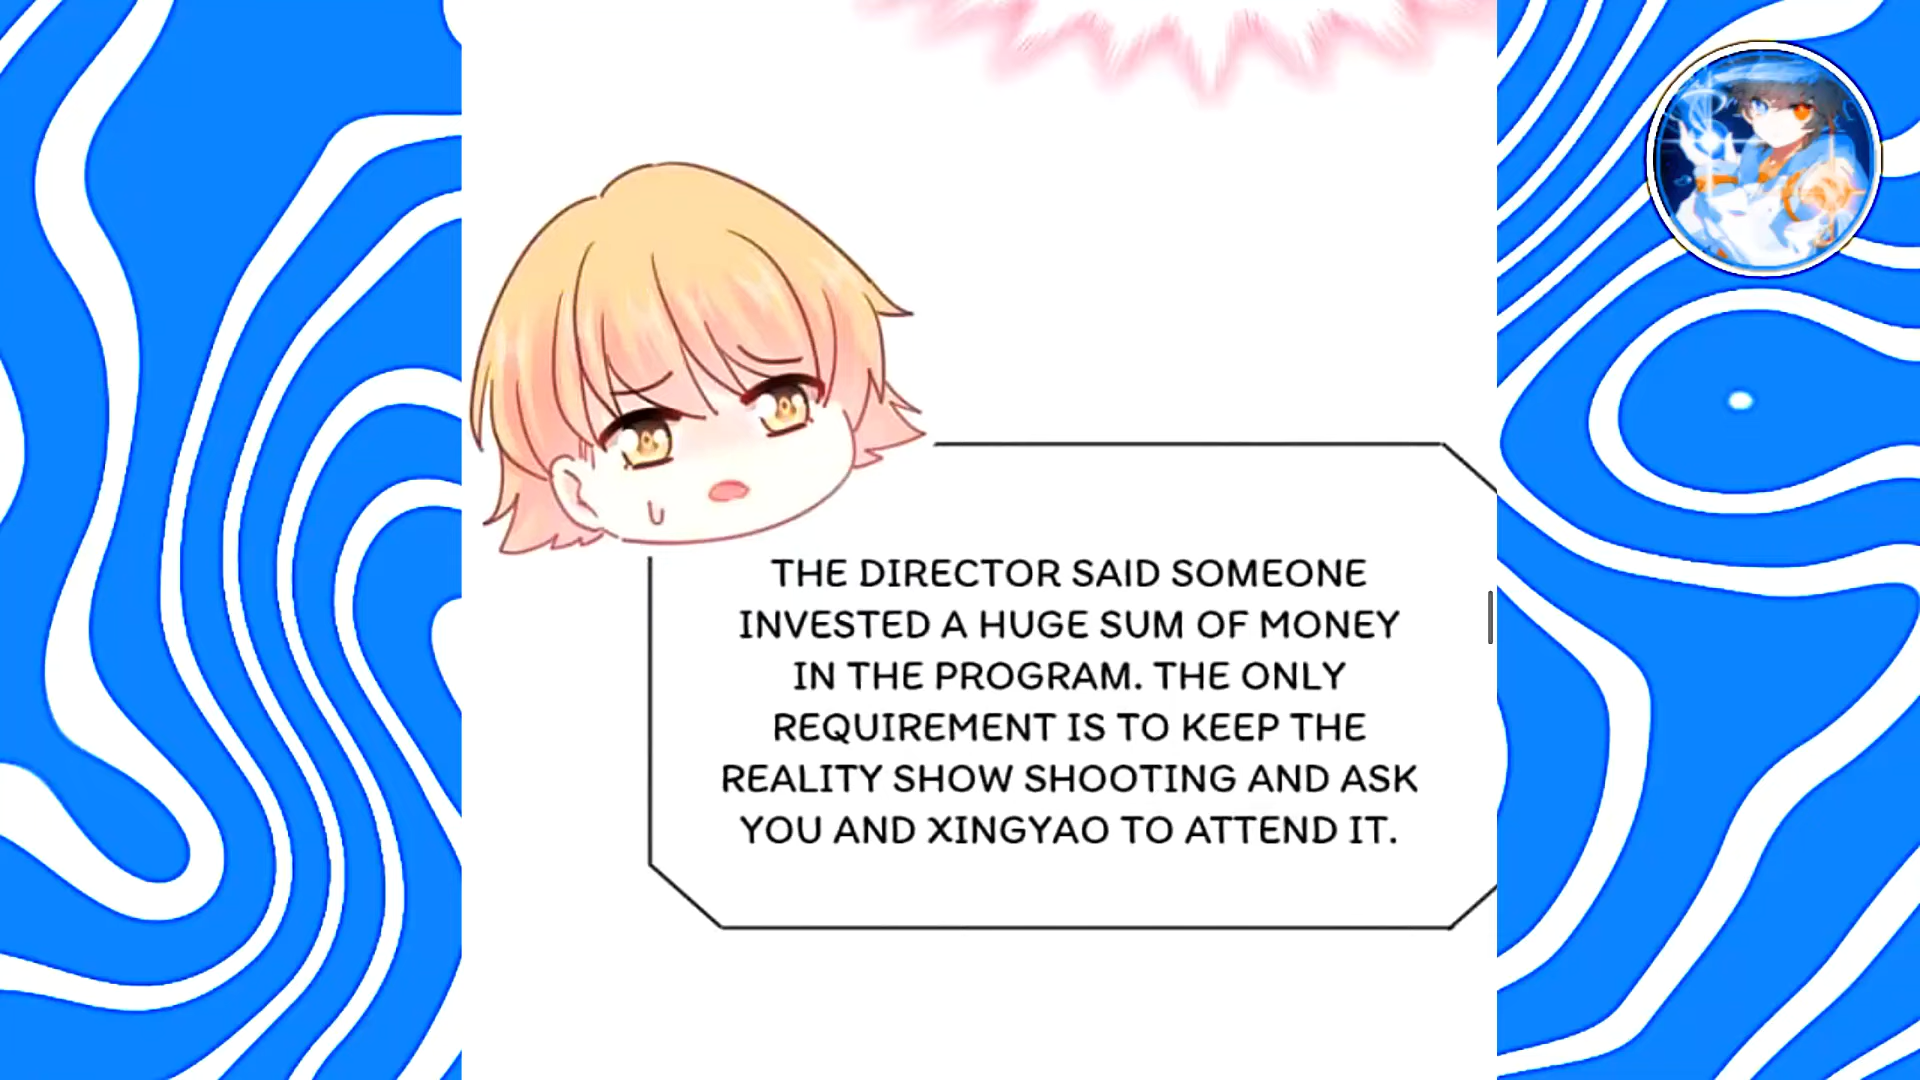 THE DIRECTOR SAID SOMEONE
INVESTED A HUGE SUM OF MONEY
IN THE PROGRAM. THE ONLY
REQUIREMENT IS TO KEEP THE
REALITY SHOW SHOOTING AND ASK
YOU AND XINGYAO TO ATTEND IT.